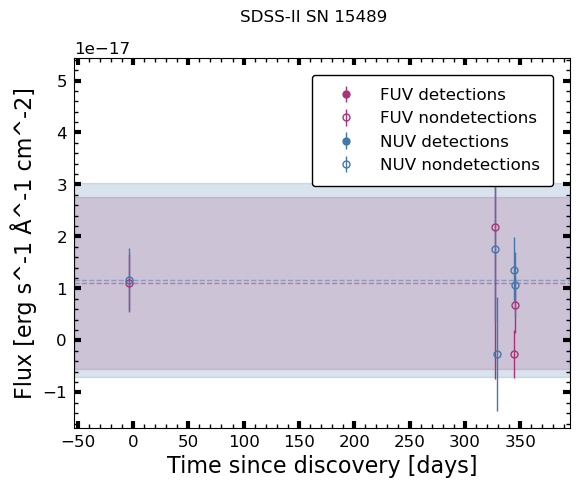 SDSS-II SN 15489
1e−17
FUV detections
FUV nondetections
NUV detections
NUV nondetections
5
4
3
2
1
0
−1
Flux [erg s^-1 Å^-1 cm^-2]
−50 0 50 100 150 200 250 300 350
Time since discovery [days]